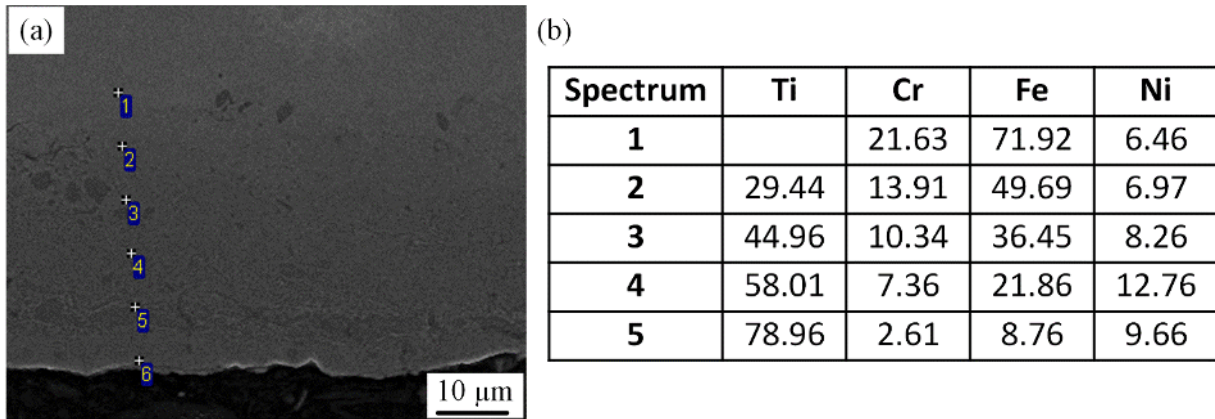 (a)
1
2
3
4
5
6
10 μm
(b)
Spectrum Ti Cr Fe Ni
1 21.63 71.92 6.46
2 29.44 13.91 49.69 6.97
3 44.96 10.34 36.45 8.26
4 58.01 7.36 21.86 12.76
5 78.96 2.61 8.76 9.66